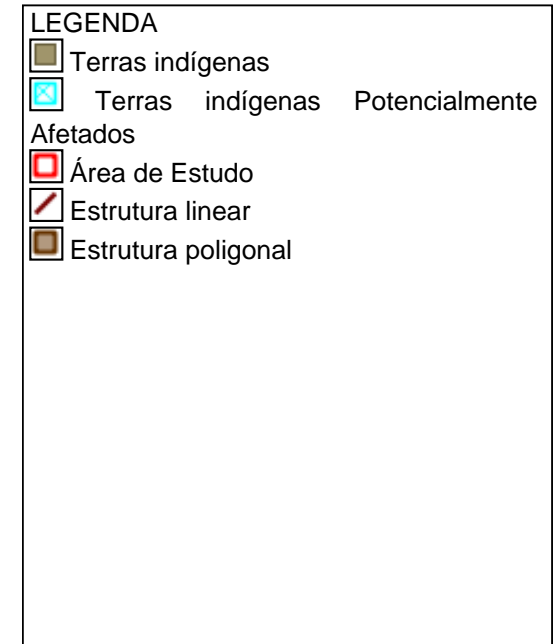 LEGENDA
Terras indígenas
Terras indígenas Potencialmente
Afetados
Área de Estudo
Estrutura linear
Estrutura poligonal